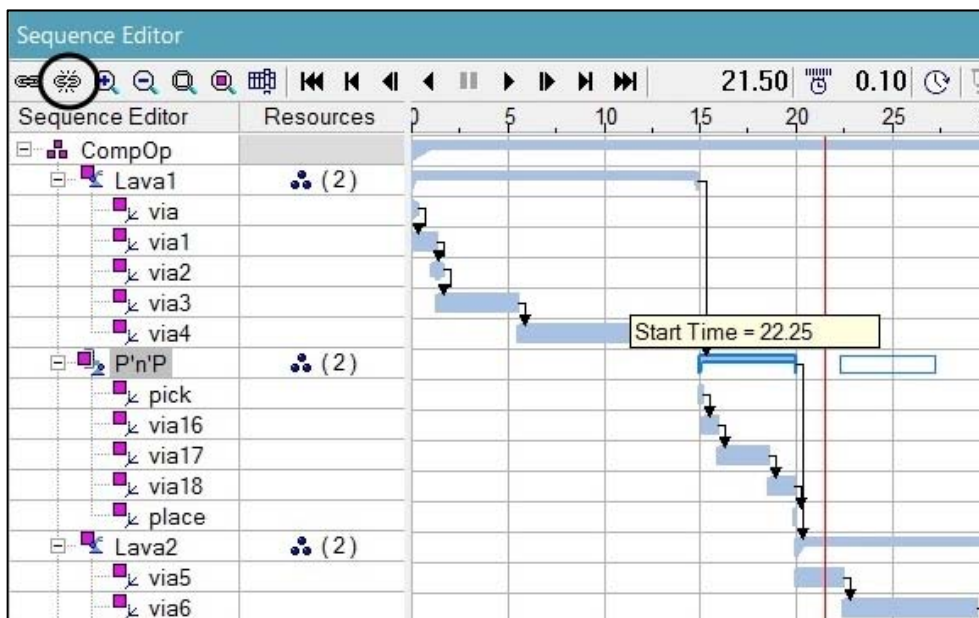 Sequence Editor
21.50 0.10
Sequence Editor Resources 0 5 10 15 20 25
CompOp
Lava1 (2)
via
via1
via2
via3
via4
Start Time = 22.25
P'n'P (2)
pick
via16
via17
via18
place
Lava2 (2)
via5
via6